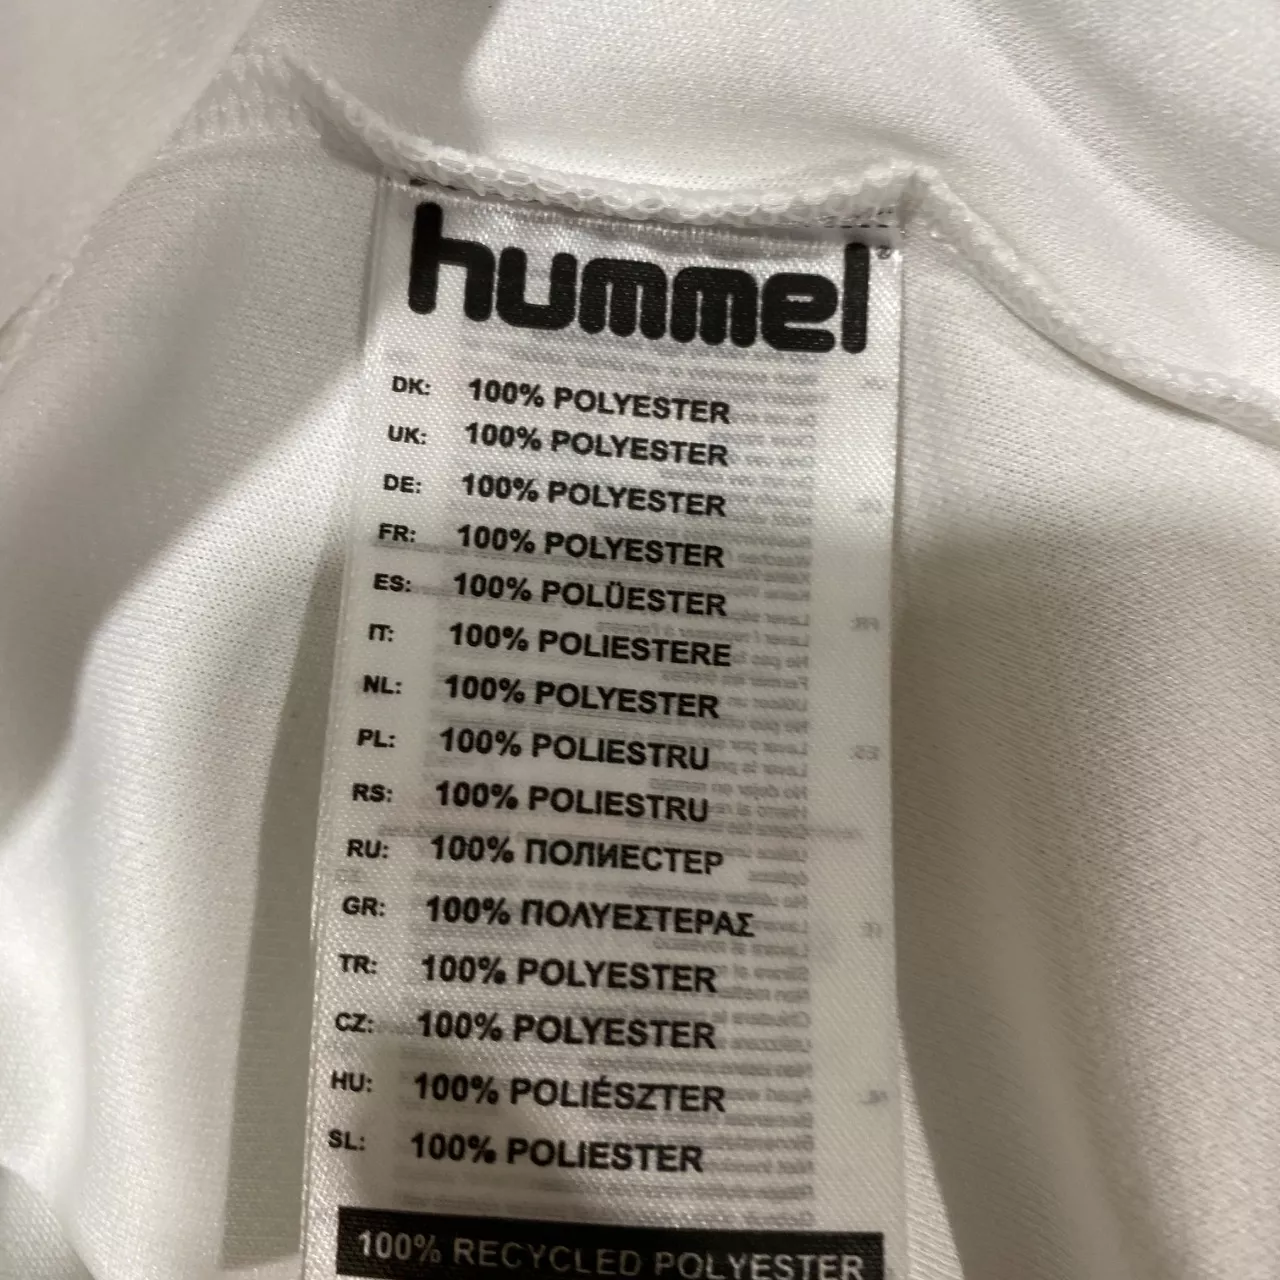 hummel®
DK: 100% POLYESTER
UK: 100% POLYESTER
DE: 100% POLYESTER
FR: 100% POLYESTER
ES: 100% POLÜESTER
IT: 100% POLIESTERE
NL: 100% POLYESTER
PL: 100% POLIESTRU
RS: 100% POLIESTRU
RU: 100% ПОЛИЕСТЕР
GR: 100% ΠΟΛΥΕΣΤΕΡΑΣ
TR: 100% POLYESTER
CZ: 100% POLYESTER
HU: 100% POLIÉSZTER
SL: 100% POLIESTER
100% RECYCLED POLYESTER